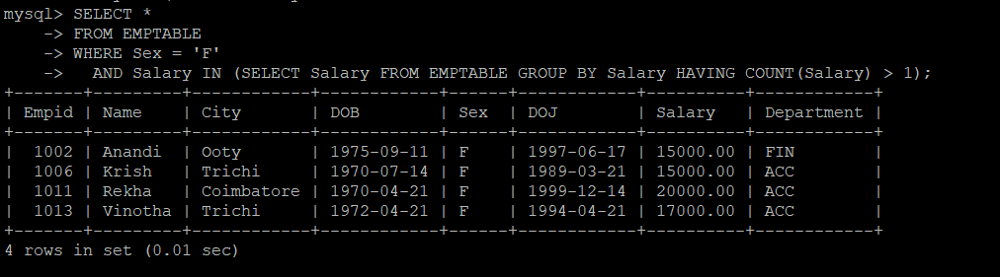 mysql> SELECT *
    -> FROM EMPTABLE
    -> WHERE Sex = 'F'
    ->   AND Salary IN (SELECT Salary FROM EMPTABLE GROUP BY Salary HAVING COUNT(Salary) > 1);
+-------+---------+------------+------------+------+------------+----------+------------+
| Empid | Name    | City       | DOB        | Sex  | DOJ        | Salary   | Department |
+-------+---------+------------+------------+------+------------+----------+------------+
|  1002 | Anandi  | Ooty       | 1975-09-11 | F    | 1997-06-17 | 15000.00 | FIN        |
|  1006 | Krish   | Trichi     | 1970-07-14 | F    | 1989-03-21 | 15000.00 | ACC        |
|  1011 | Rekha   | Coimbatore | 1970-04-21 | F    | 1999-12-14 | 20000.00 | ACC        |
|  1013 | Vinotha | Trichi     | 1972-04-21 | F    | 1994-04-21 | 17000.00 | ACC        |
+-------+---------+------------+------------+------+------------+----------+------------+
4 rows in set (0.01 sec)